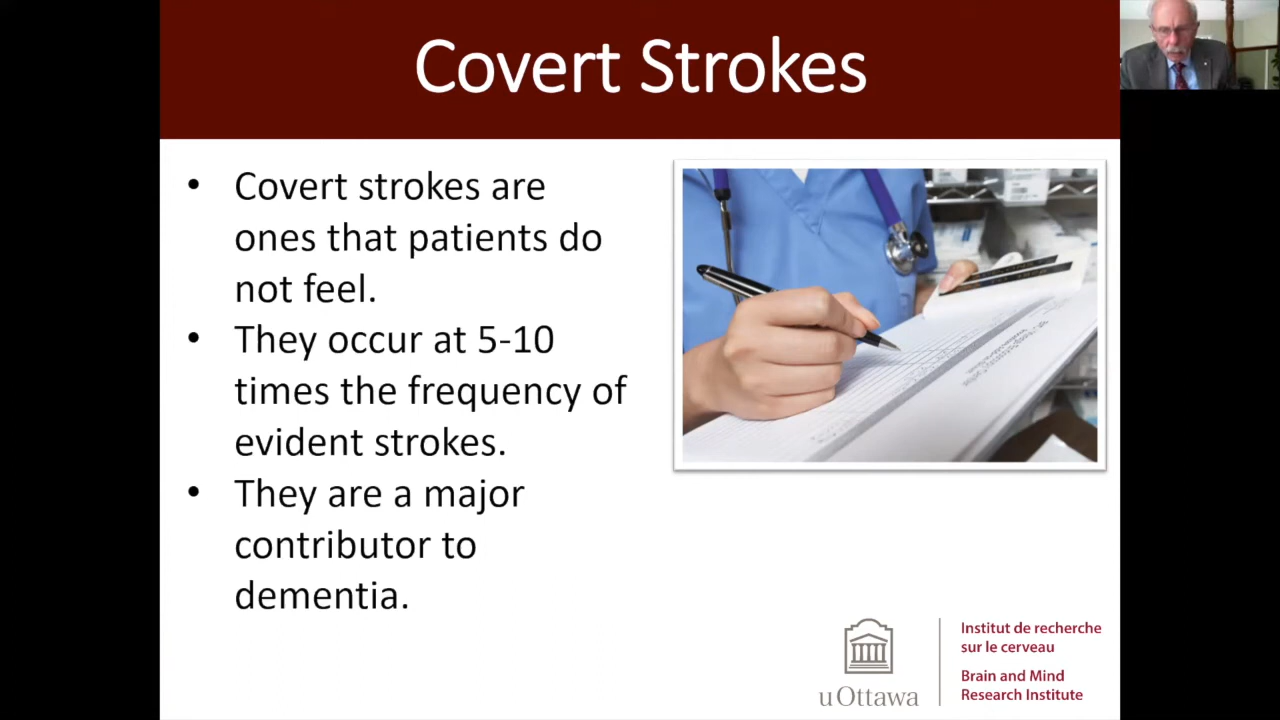 Covert Strokes
• Covert strokes are
ones that patients do
not feel.
• They occur at 5-10
times the frequency of
evident strokes.
• They are a major
contributor to
dementia.
uOttawa
Institut de recherche
sur le cerveau
Brain and Mind
Research Institute